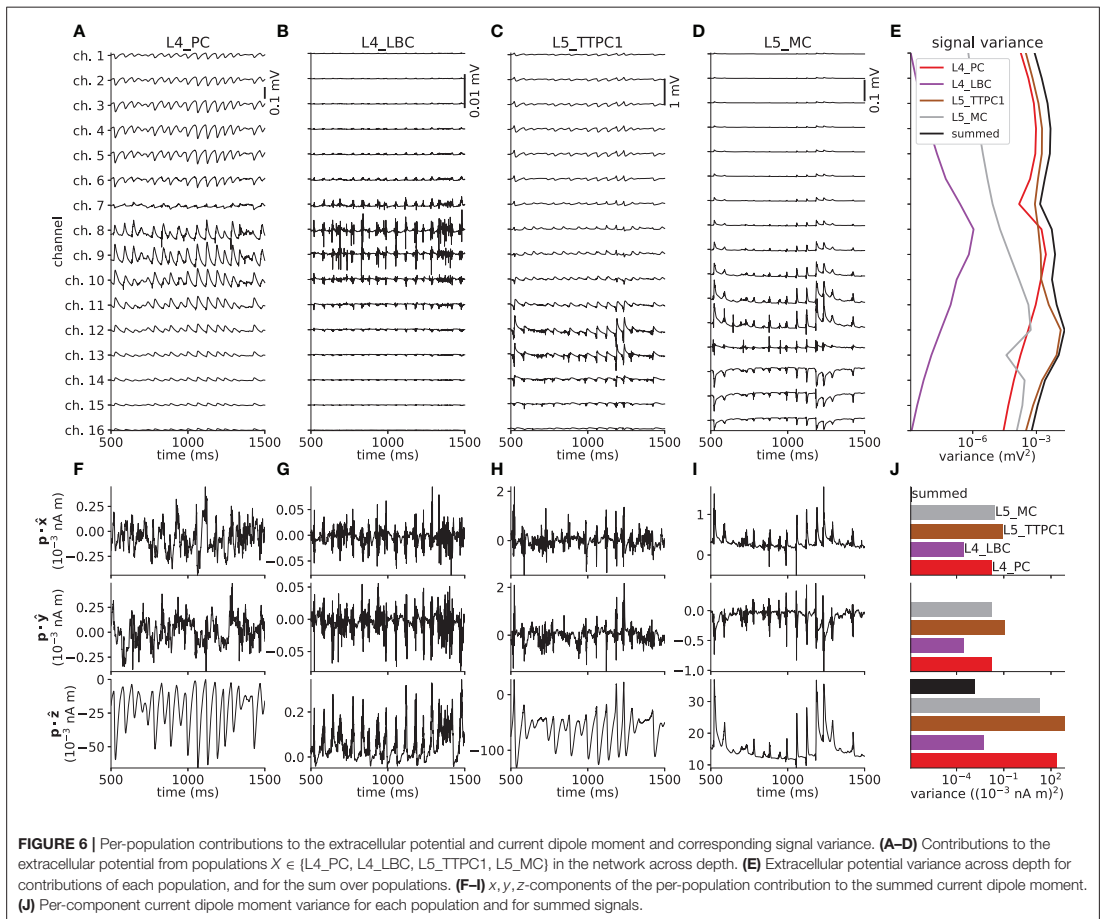 A
B
C
D
E
L4_PC
L4_LBC
L5_TTPC1
L5_MC
signal variance
ch. 1
ch. 2
ch. 3
ch. 4
ch. 5
ch. 6
ch. 7
ch. 8
ch. 9
ch. 10
ch. 11
ch. 12
ch. 13
ch. 14
ch. 15
ch. 16
channel
0.1 mV
0.01 mV
1 mV
0.1 mV
L4_PC
L4_LBC
L5_TTPC1
L5_MC
summed
500 1000 1500
time (ms)
500 1000 1500
time (ms)
500 1000 1500
time (ms)
500 1000 1500
time (ms)
10⁻⁶ 10⁻³
variance (mV²)
F
G
H
I
J
p · x̂
(10⁻³ nA m)
0.25
0.00
−0.25
0.05
0.00
−0.05
2
0
1
0
summed
L5_MC
L5_TTPC1
L4_LBC
L4_PC
p · ŷ
(10⁻³ nA m)
0.25
0.00
−0.25
0.05
0.00
−0.05
2
0
0.0
−0.5
−1.0
p · ẑ
(10⁻³ nA m)
0
−25
−50
0.2
0.0
0
−100
30
20
10
500 1000 1500
time (ms)
500 1000 1500
time (ms)
500 1000 1500
time (ms)
500 1000 1500
time (ms)
10⁻⁴ 10⁻¹ 10²
variance ((10⁻³ nA m)²)
FIGURE 6 | Per-population contributions to the extracellular potential and current dipole moment and corresponding signal variance. (A–D) Contributions to the
extracellular potential from populations X ∈ {L4_PC, L4_LBC, L5_TTPC1, L5_MC} in the network across depth. (E) Extracellular potential variance across depth for
contributions of each population, and for the sum over populations. (F–I) x, y, z-components of the per-population contribution to the summed current dipole moment.
(J) Per-component current dipole moment variance for each population and for summed signals.